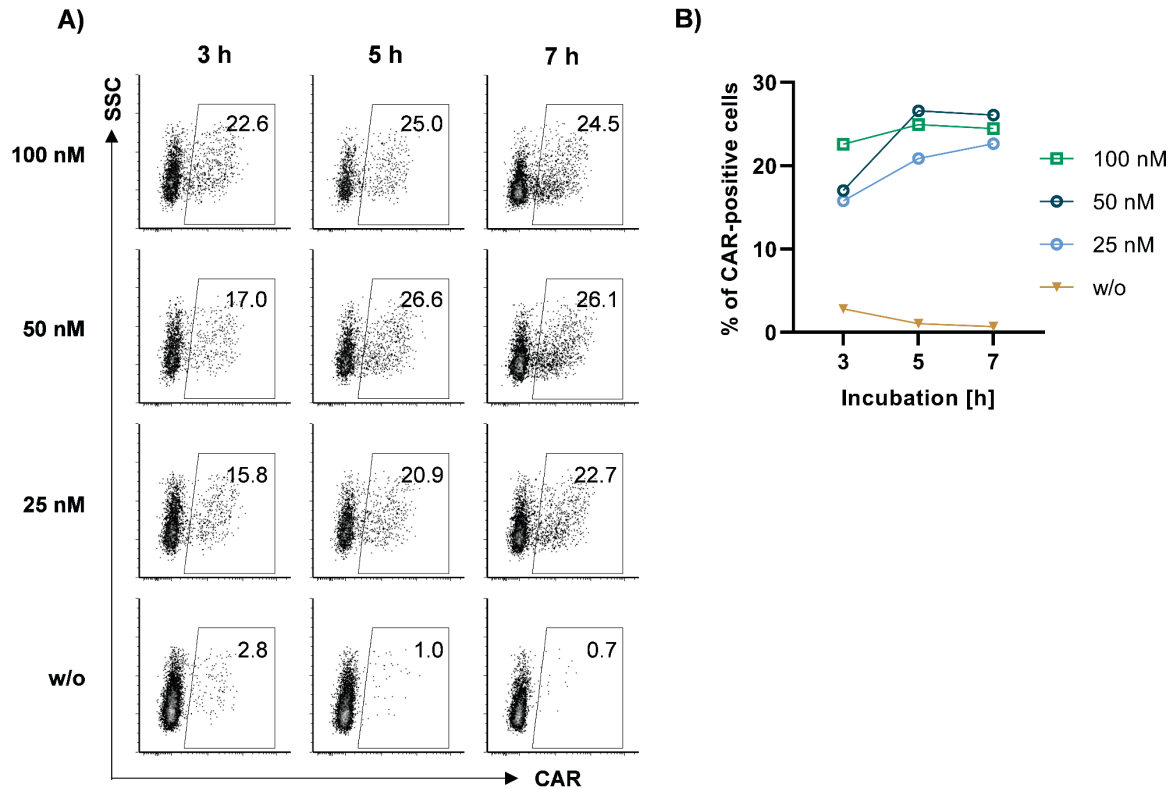 A)
3 h 5 h 7 h
SSC
100 nM 22.6 25.0 24.5
50 nM 17.0 26.6 26.1
25 nM 15.8 20.9 22.7
w/o 2.8 1.0 0.7
CAR
B)
% of CAR-positive cells
30
20
10
0
3 5 7
Incubation [h]
100 nM
50 nM
25 nM
w/o